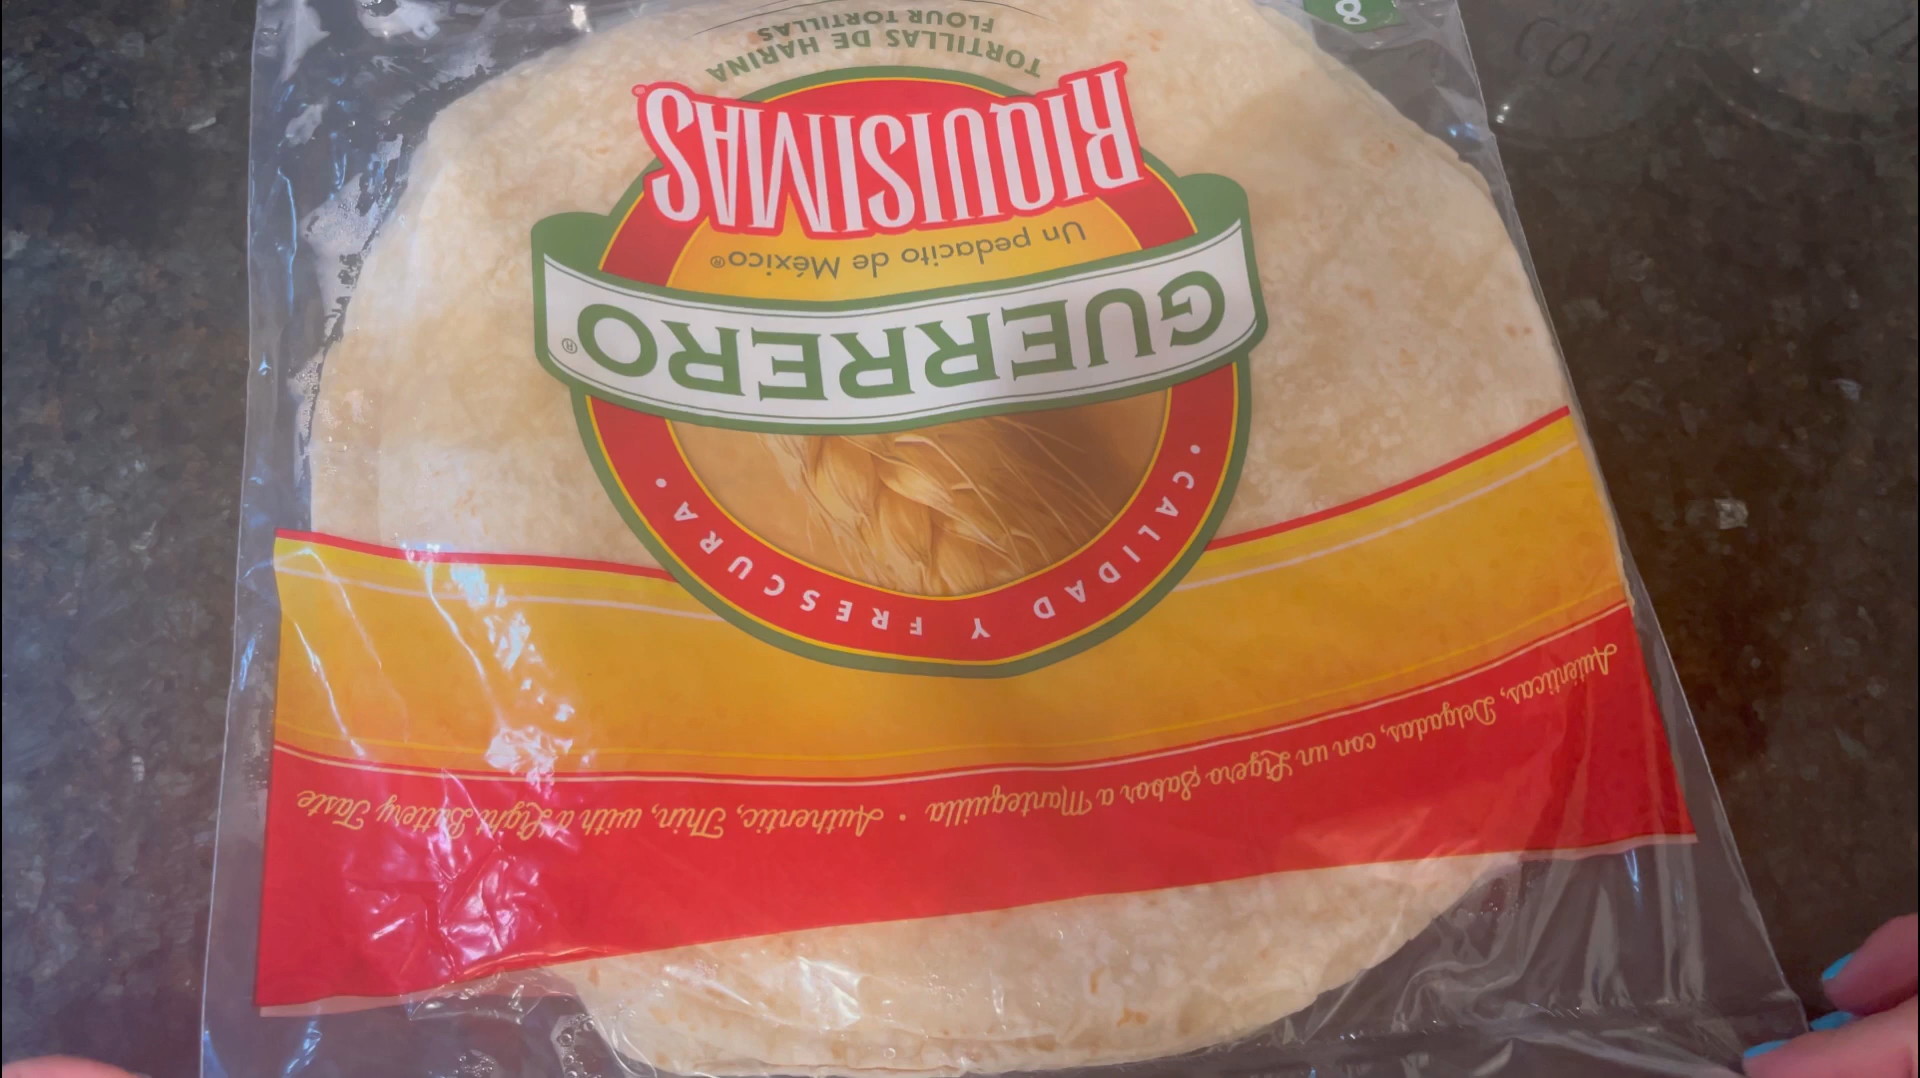 Auténticas, Delgadas, con un Ligero Sabor a Mantequilla • Authentic, Thin, with a Light Buttery Taste
• CALIDAD Y FRESCURA •
GUERRERO®
Un pedacito de México®
RIQUISIMAS
TORTILLAS DE HARINA
FLOUR TORTILLAS
8